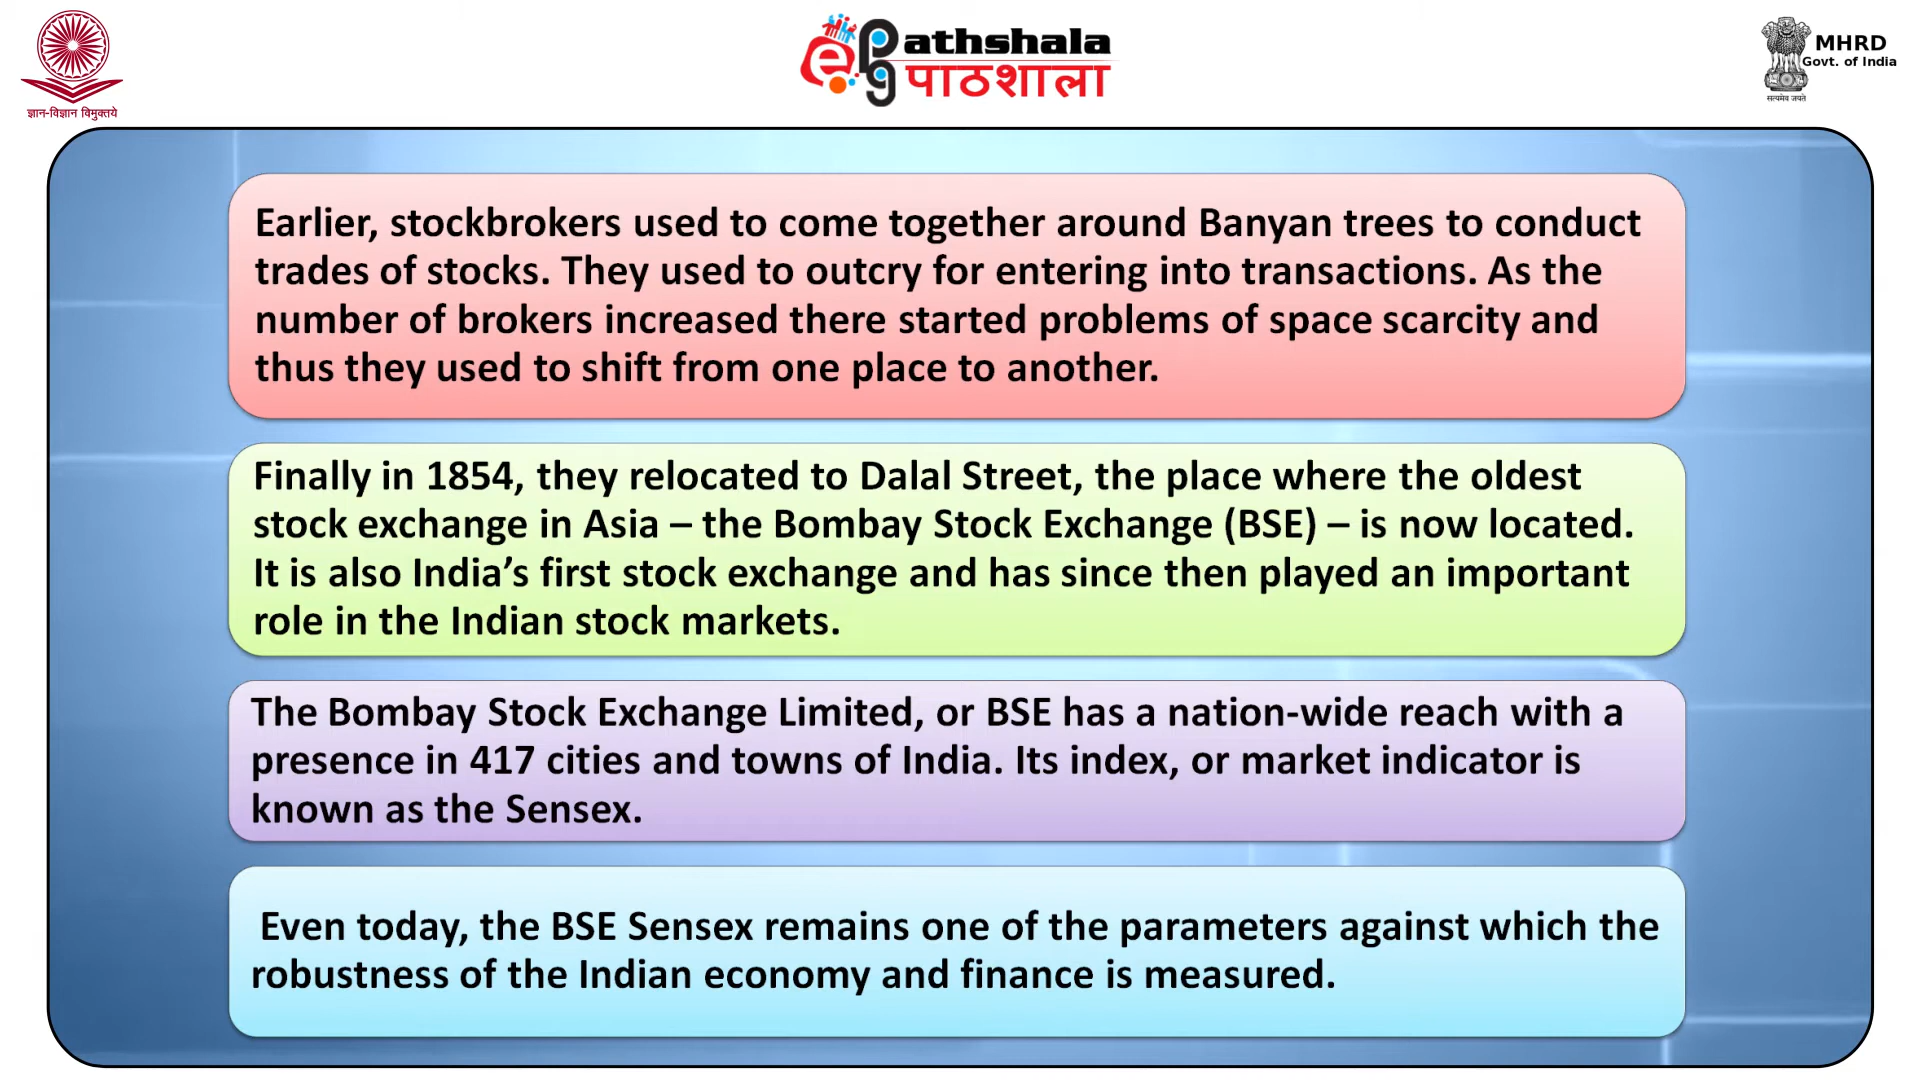 ज्ञान-विज्ञान विमुक्तये
e pg athshala
पाठशाला
MHRD
Govt. of India
सत्यमेव जयते
Earlier, stockbrokers used to come together around Banyan trees to conduct
trades of stocks. They used to outcry for entering into transactions. As the
number of brokers increased there started problems of space scarcity and
thus they used to shift from one place to another.
Finally in 1854, they relocated to Dalal Street, the place where the oldest
stock exchange in Asia – the Bombay Stock Exchange (BSE) – is now located.
It is also India’s first stock exchange and has since then played an important
role in the Indian stock markets.
The Bombay Stock Exchange Limited, or BSE has a nation-wide reach with a
presence in 417 cities and towns of India. Its index, or market indicator is
known as the Sensex.
Even today, the BSE Sensex remains one of the parameters against which the
robustness of the Indian economy and finance is measured.